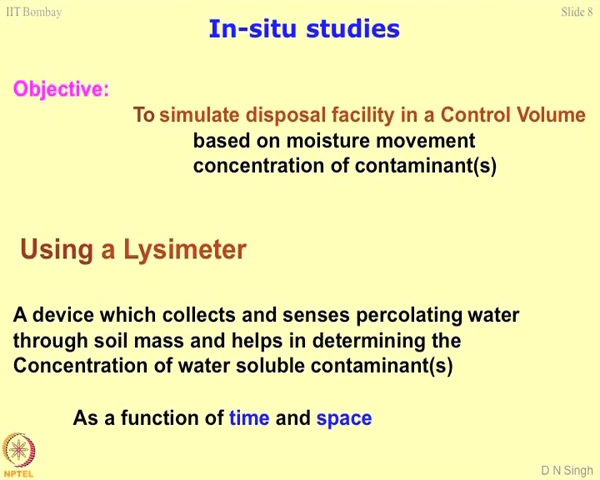 IIT Bombay
Slide 8
In-situ studies
Objective:
To simulate disposal facility in a Control Volume
based on moisture movement
concentration of contaminant(s)
Using a Lysimeter
A device which collects and senses percolating water
through soil mass and helps in determining the
Concentration of water soluble contaminant(s)
As a function of time and space
NPTEL
D N Singh